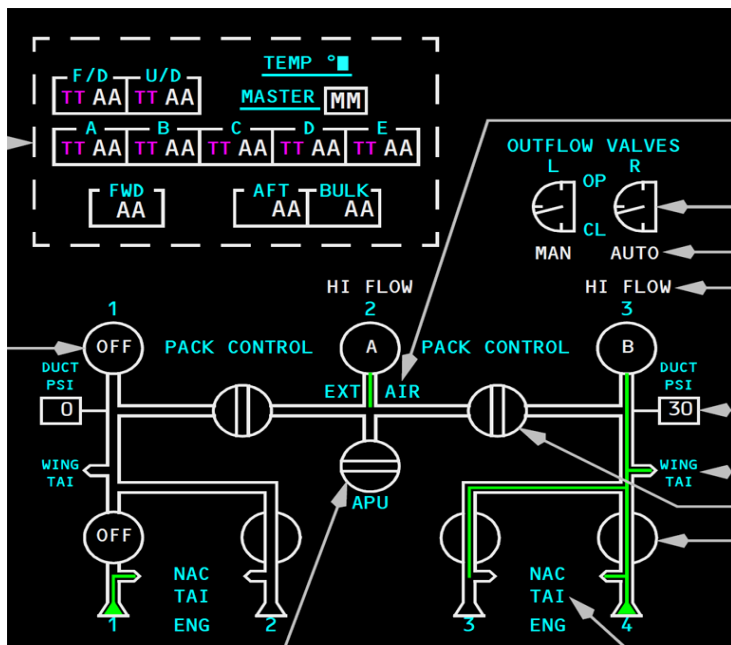 TEMP °■
F/D U/D
TT AA TT AA
MASTER MM
A B C D E
TT AA TT AA TT AA TT AA TT AA
FWD AFT BULK
AA AA AA
OUTFLOW VALVES
L R
OP
CL
MAN AUTO
HI FLOW HI FLOW
1 2 3
OFF PACK CONTROL A PACK CONTROL B
DUCT PSI EXT AIR DUCT PSI
0 30
WING TAI WING TAI
APU
OFF
NAC NAC
TAI TAI
1 ENG 2 3 ENG 4